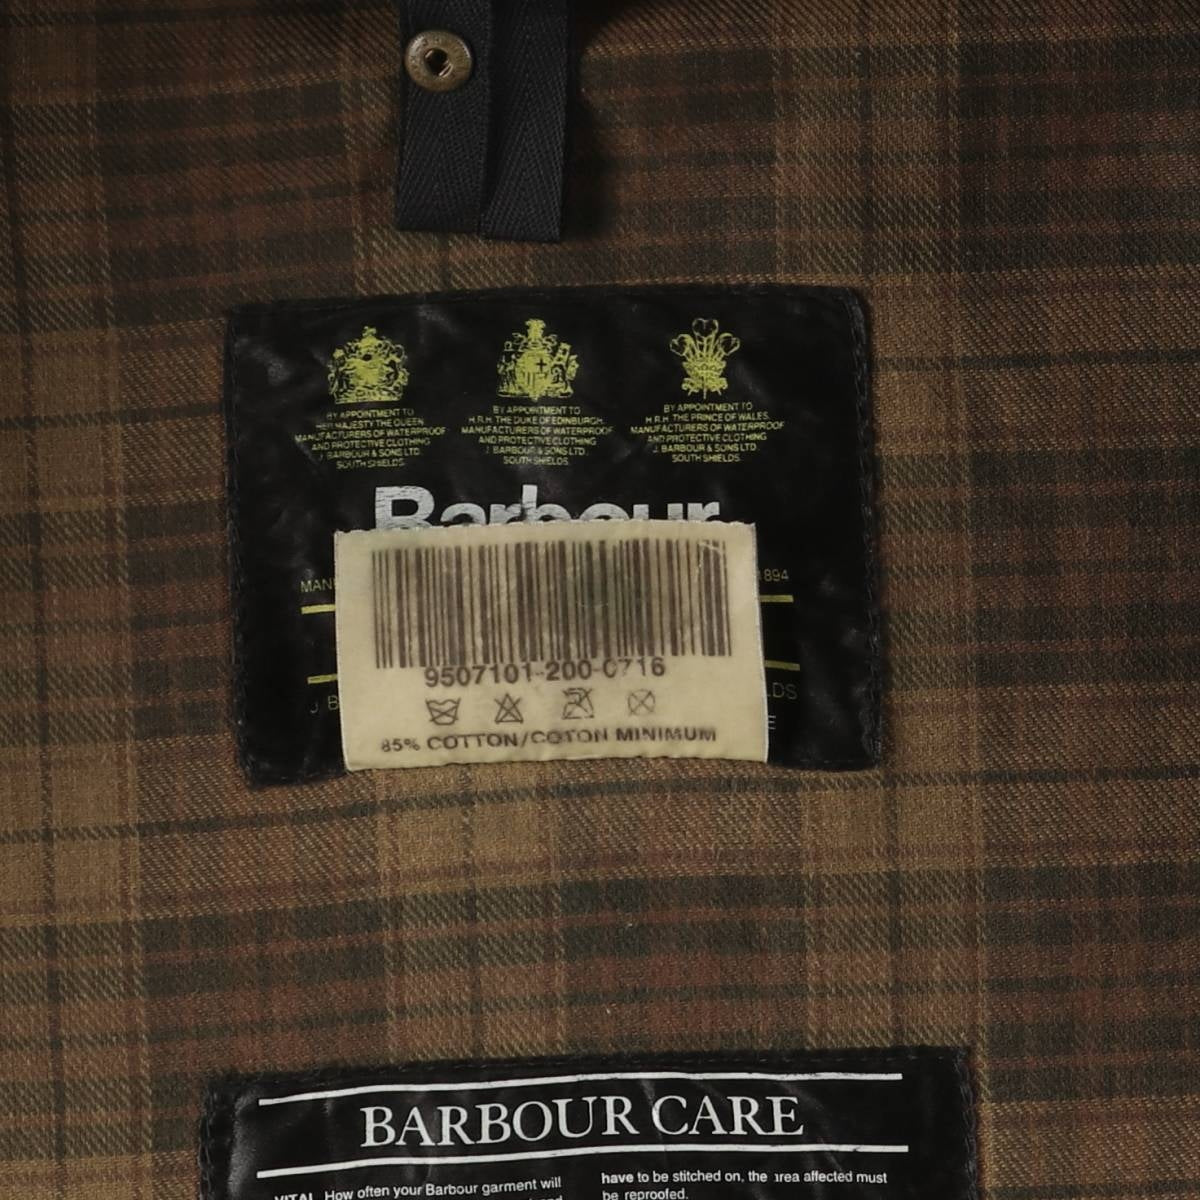 BY APPOINTMENT TO
HER MAJESTY THE QUEEN
MANUFACTURERS OF WATERPROOF
AND PROTECTIVE CLOTHING
J. BARBOUR & SONS LTD.
SOUTH SHIELDS.
BY APPOINTMENT TO
H.R.H. THE DUKE OF EDINBURGH
MANUFACTURERS OF WATERPROOF
AND PROTECTIVE CLOTHING
J. BARBOUR & SONS LTD.
SOUTH SHIELDS.
BY APPOINTMENT TO
H.R.H. THE PRINCE OF WALES.
MANUFACTURERS OF WATERPROOF
AND PROTECTIVE CLOTHING
J. BARBOUR & SONS LTD.
SOUTH SHIELDS.
Barbour
1894
9507101-200-0716
85% COTTON/COTON MINIMUM
BARBOUR CARE
VITAL How often your Barbour garment will
have to be stitched on, the area affected must
be reproofed.